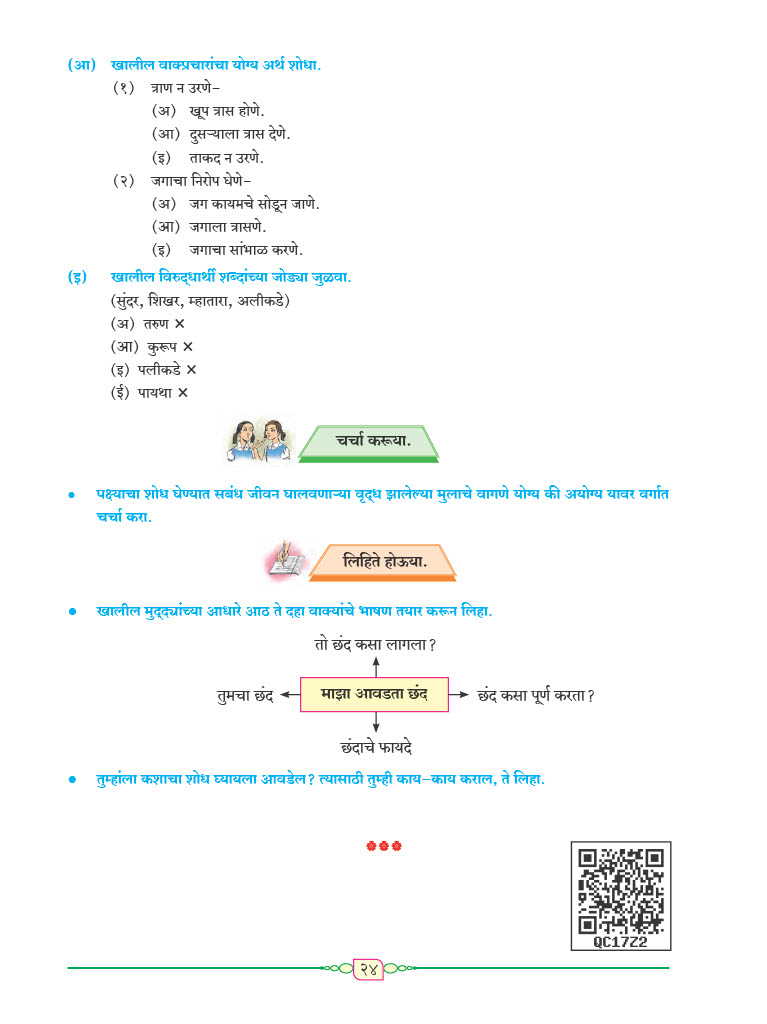 (आ) खालील वाक्प्रचारांचा योग्य अर्थ शोधा.
(१) त्राण न उरणे–
(अ) खूप त्रास होणे.
(आ) दुसऱ्याला त्रास देणे.
(इ) ताकद न उरणे.
(२) जगाचा निरोप घेणे–
(अ) जग कायमचे सोडून जाणे.
(आ) जगाला त्रासणे.
(इ) जगाचा सांभाळ करणे.
(इ) खालील विरुद्धार्थी शब्दांच्या जोड्या जुळवा.
(सुंदर, शिखर, म्हातारा, अलीकडे)
(अ) तरुण ×
(आ) कुरूप ×
(इ) पलीकडे ×
(ई) पायथा ×
चर्चा करूया.
• पक्ष्याचा शोध घेण्यात सबंध जीवन घालवणाऱ्या वृद्ध झालेल्या मुलाचे वागणे योग्य की अयोग्य यावर वर्गात
चर्चा करा.
लिहिते होऊया.
• खालील मुद्द्यांच्या आधारे आठ ते दहा वाक्यांचे भाषण तयार करून लिहा.
तो छंद कसा लागला?
तुमचा छंद माझा आवडता छंद छंद कसा पूर्ण करता?
छंदाचे फायदे
• तुम्हांला कशाचा शोध घ्यायला आवडेल? त्यासाठी तुम्ही काय–काय कराल, ते लिहा.
QC17Z2
२४